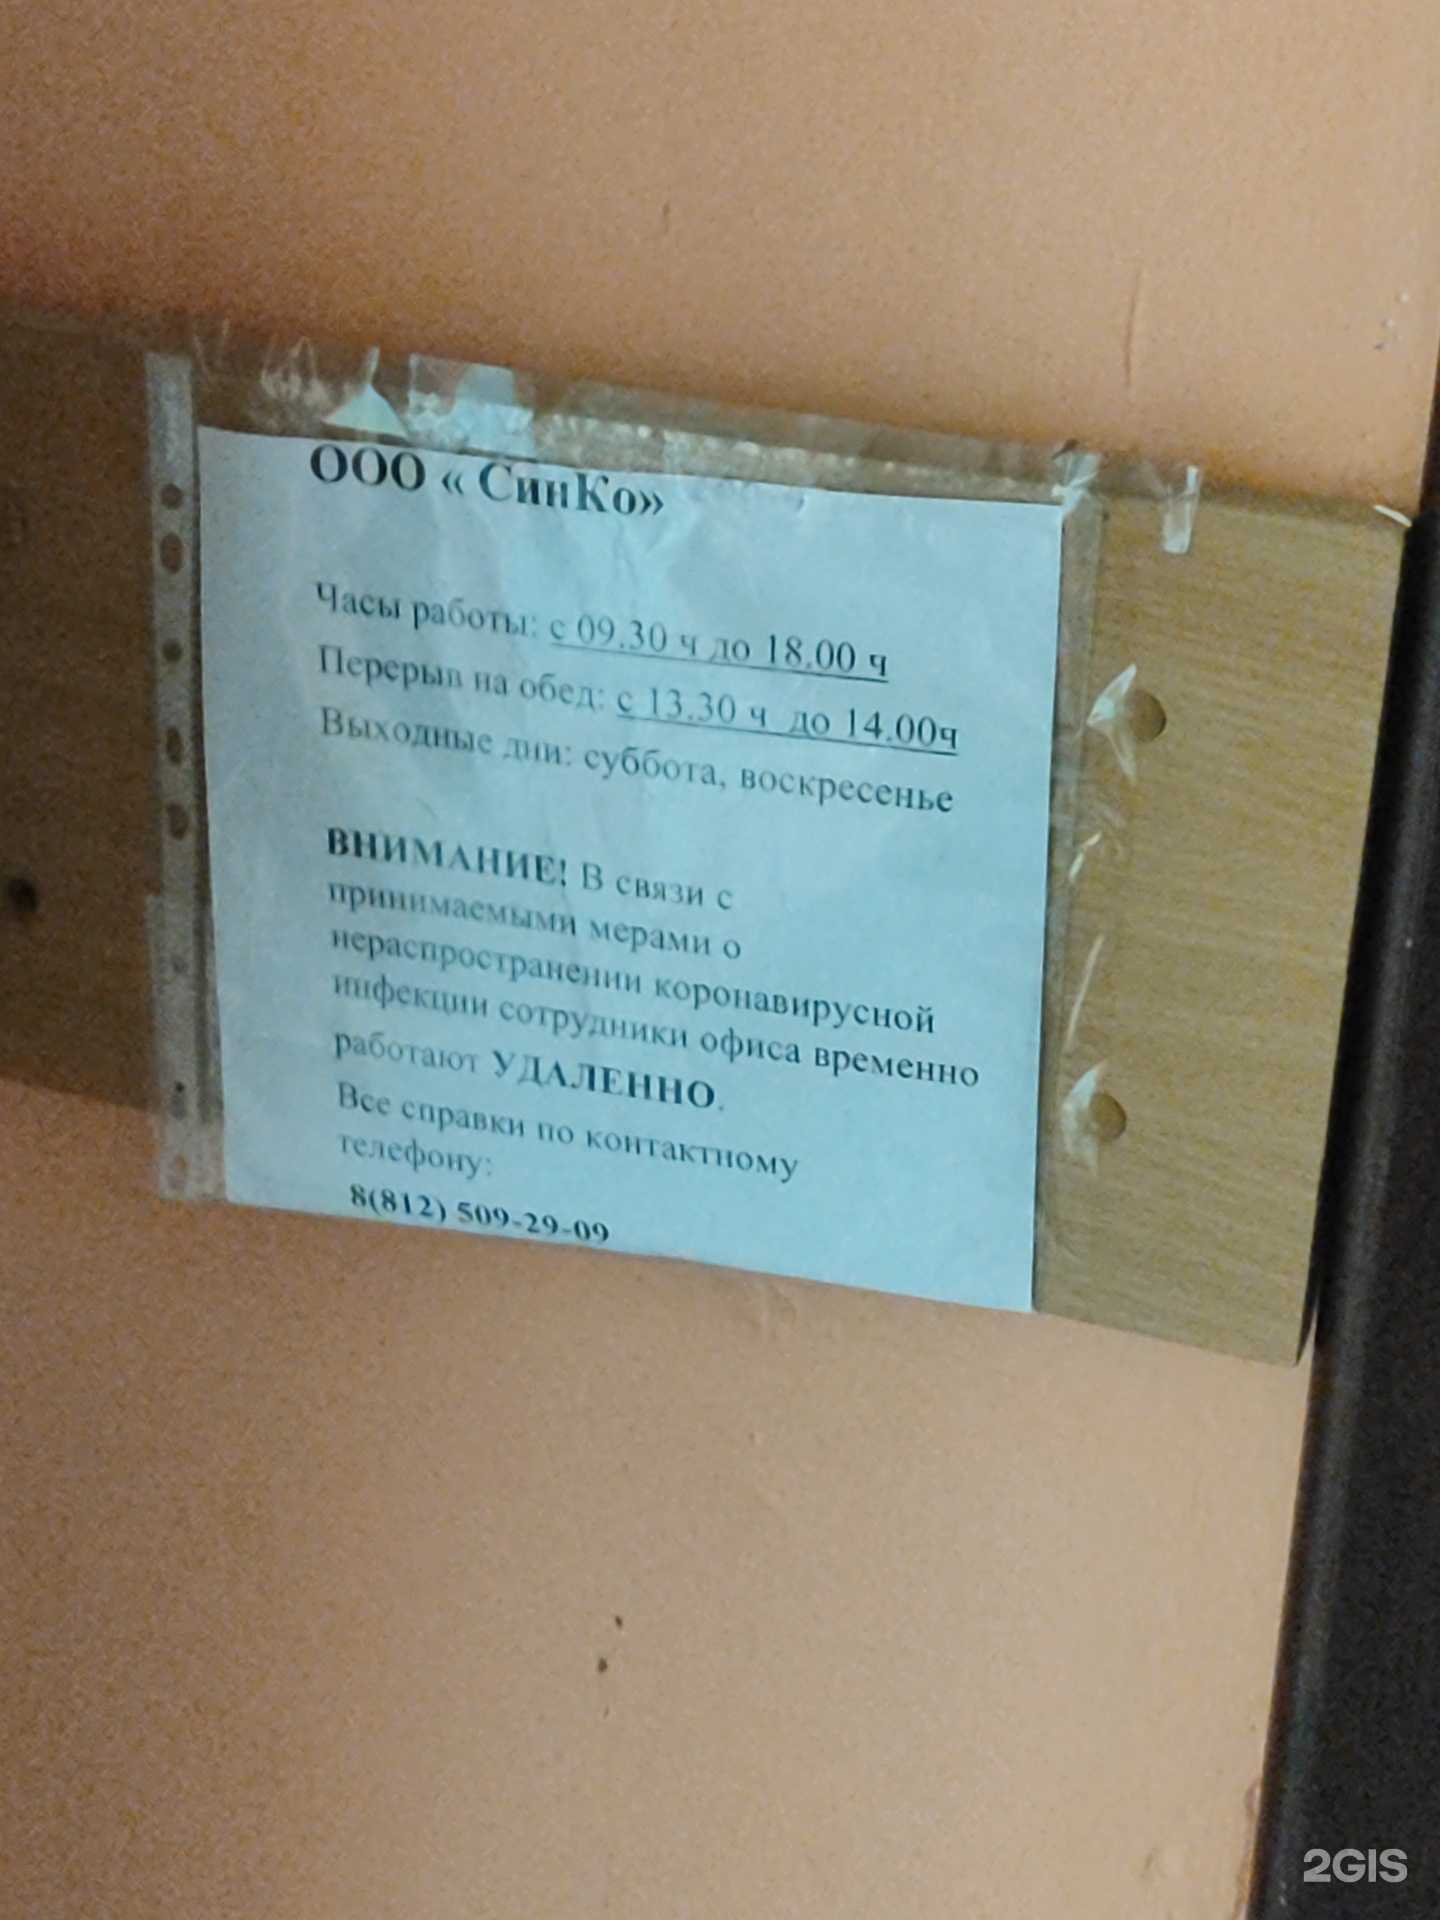 ООО « СинКо»
Часы работы: с 09.30 ч до 18.00 ч
Перерыв на обед: с 13.30 ч до 14.00ч
Выходные дни: суббота, воскресенье
ВНИМАНИЕ! В связи с
принимаемыми мерами о
нераспространении коронавирусной
инфекции сотрудники офиса временно
работают УДАЛЕННО.
Все справки по контактному
телефону:
8(812) 509-29-09
2GIS